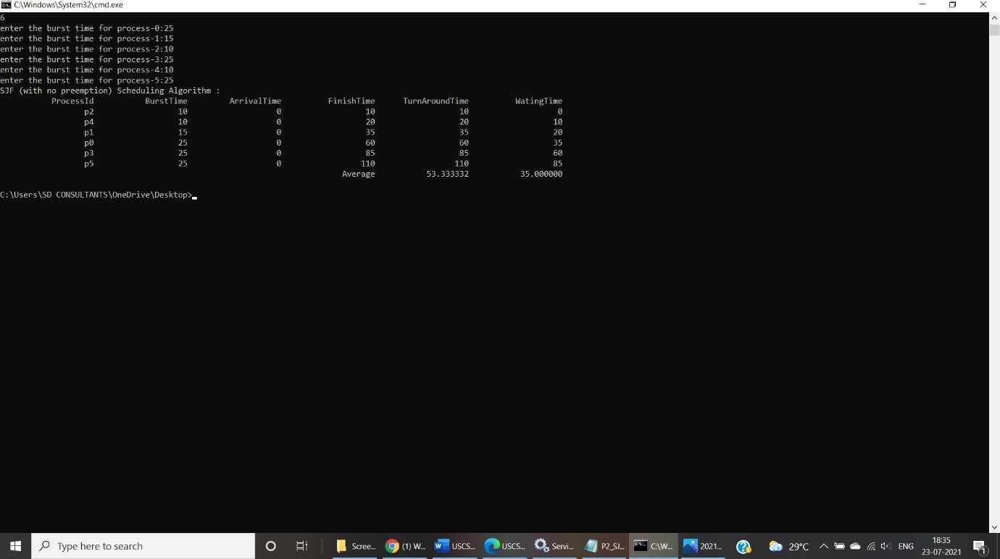 C:\Windows\System32\cmd.exe
6
enter the burst time for process-0:25
enter the burst time for process-1:15
enter the burst time for process-2:10
enter the burst time for process-3:25
enter the burst time for process-4:10
enter the burst time for process-5:25
SJF (with no preemption) Scheduling Algorithm :
ProcessId BurstTime ArrivalTime FinishTime TurnAroundTime WatingTime
p2 10 0 10 10 0
p4 10 0 20 20 10
p1 15 0 35 35 20
p0 25 0 60 60 35
p3 25 0 85 85 60
p5 25 0 110 110 85
Average 53.333332 35.000000
C:\Users\SD CONSULTANTS\OneDrive\Desktop>
Type here to search Scree... (1) W... USCS... USCS... Servi... P2_SJ... C:\W... 2021... 29°C ENG 18:35
23-07-2021 1